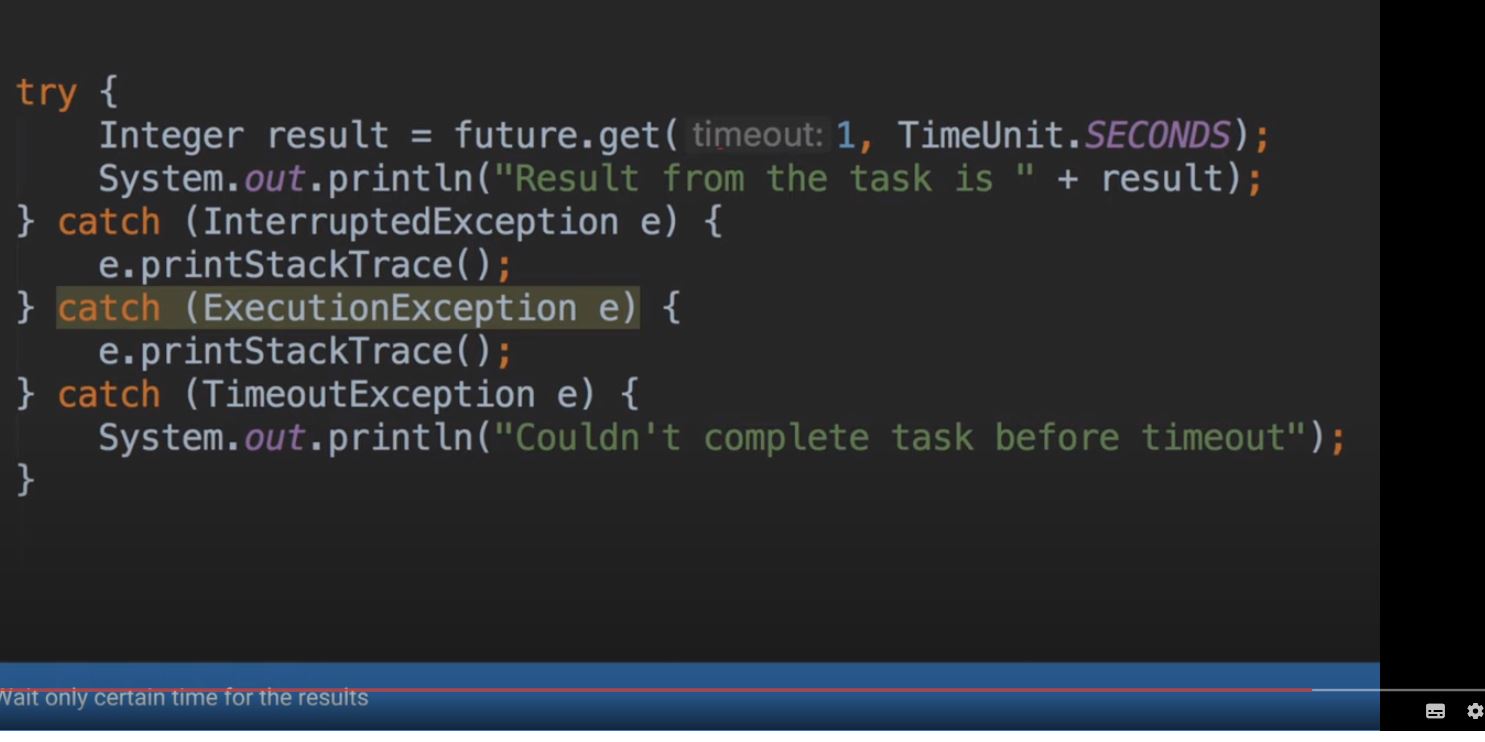 try {
    Integer result = future.get( timeout: 1, TimeUnit.SECONDS);
    System.out.println("Result from the task is " + result);
} catch (InterruptedException e) {
    e.printStackTrace();
} catch (ExecutionException e) {
    e.printStackTrace();
} catch (TimeoutException e) {
    System.out.println("Couldn't complete task before timeout");
}
Wait only certain time for the results